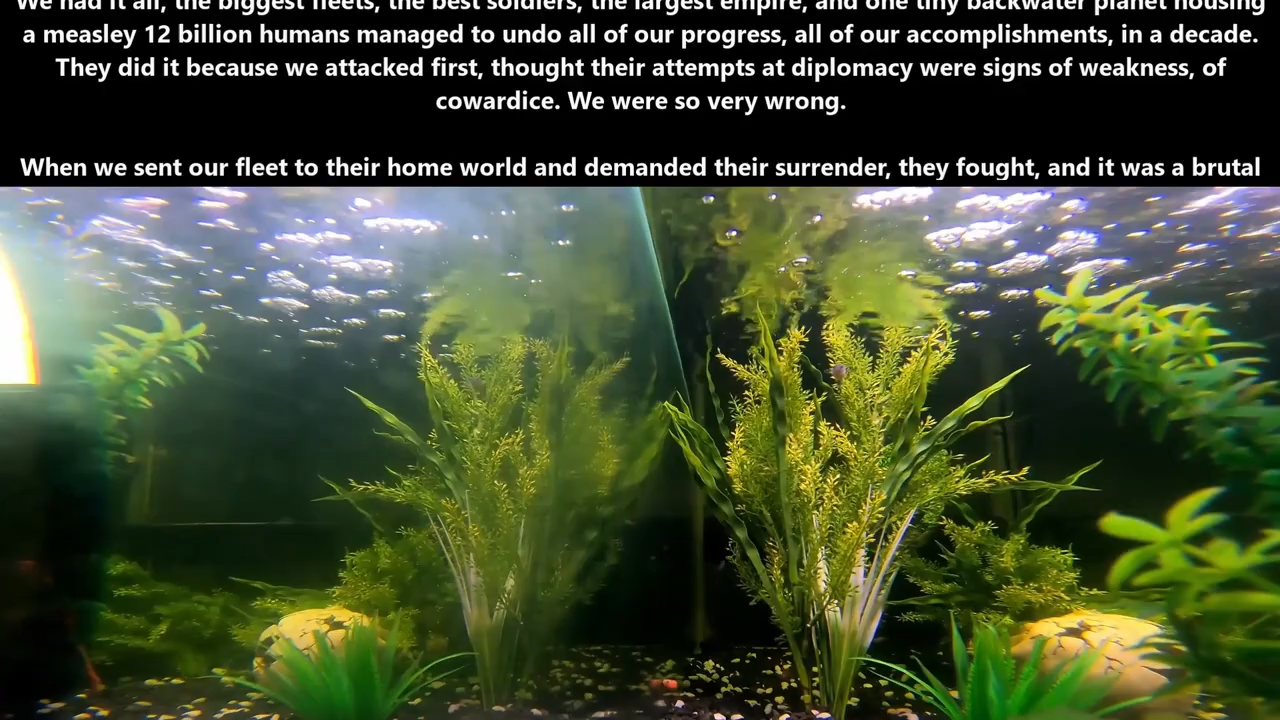 We had it all, the biggest fleets, the best soldiers, the largest empire, and one tiny backwater planet housing
a measley 12 billion humans managed to undo all of our progress, all of our accomplishments, in a decade.
They did it because we attacked first, thought their attempts at diplomacy were signs of weakness, of
cowardice. We were so very wrong.
When we sent our fleet to their home world and demanded their surrender, they fought, and it was a brutal